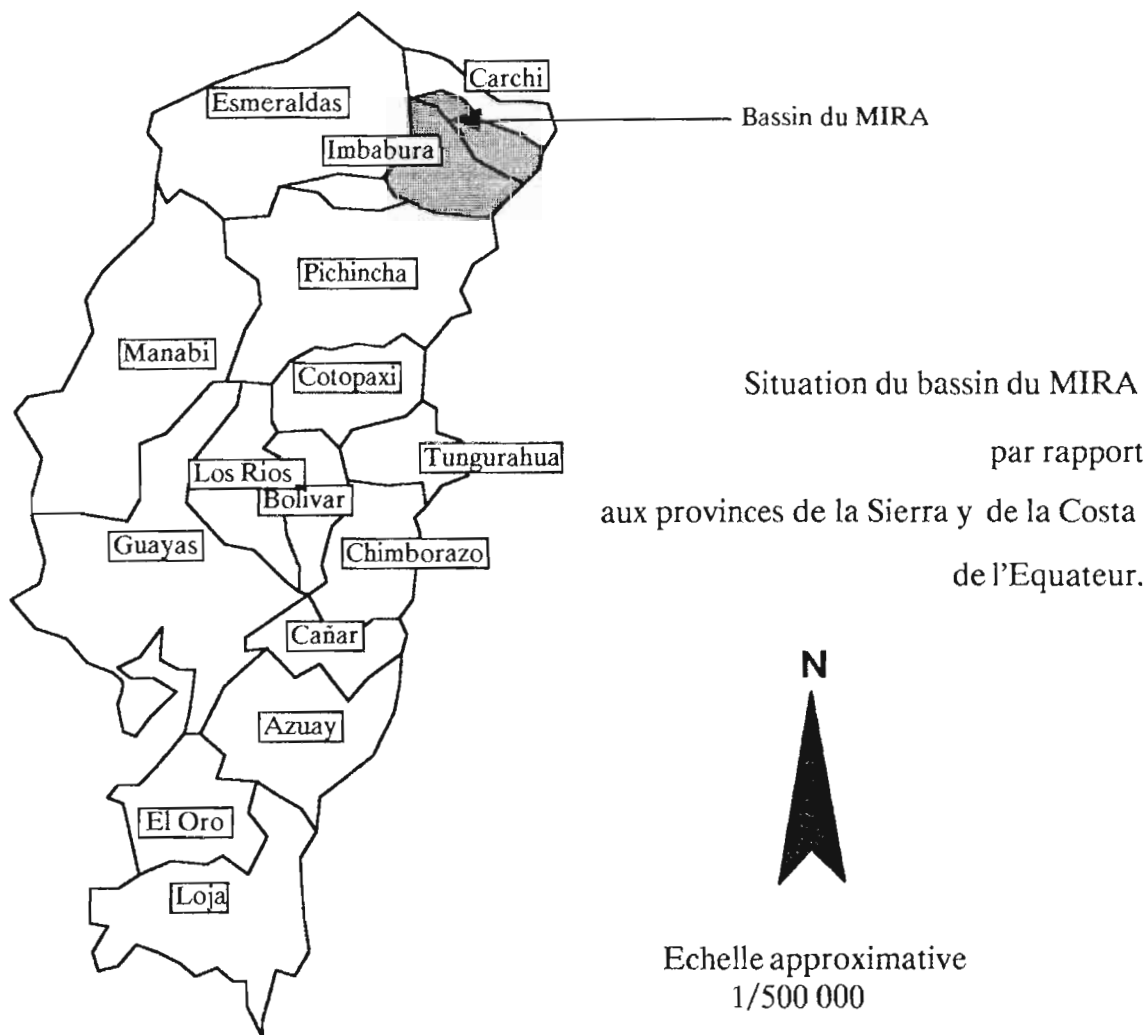 Carchi
Esmeraldas
Bassin du MIRA
Imbabura
Pichincha
Manabi
Cotopaxi
Situation du bassin du MIRA
par rapport
aux provinces de la Sierra y de la Costa
de l'Equateur.
Tungurahua
Los Rios
Bolivar
Guayas
Chimborazo
Cañar
N
Azuay
El Oro
Loja
Echelle approximative
1/500 000